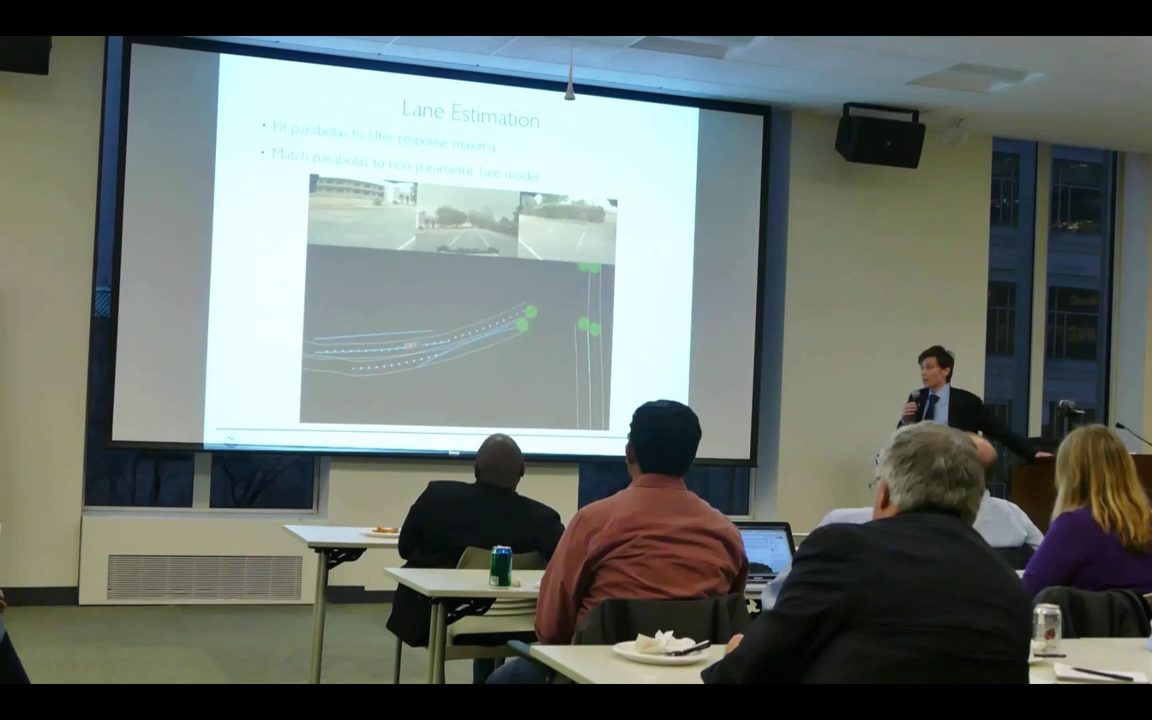 Lane Estimation
• Fit parabolas to filter response maxima
• Match parabolas to non-parametric lane model